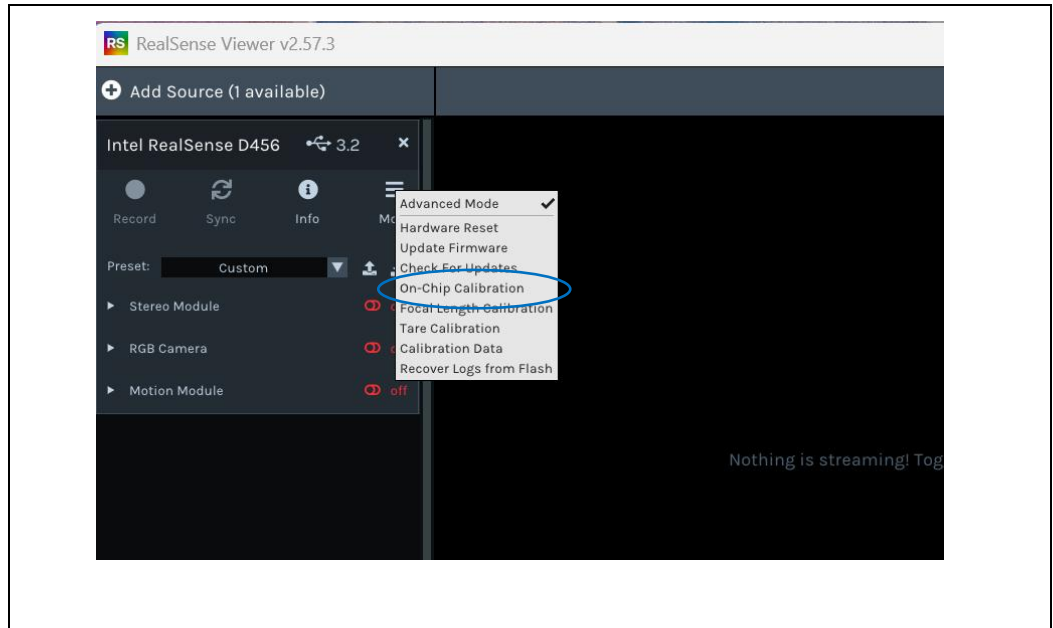 RS RealSense Viewer v2.57.3
Add Source (1 available)
Intel RealSense D456 3.2
Record Sync Info
Advanced Mode
Hardware Reset
Update Firmware
Check For Updates
On-Chip Calibration
Focal Length Calibration
Tare Calibration
Calibration Data
Recover Logs from Flash
Preset: Custom
Stereo Module
RGB Camera
Motion Module off
Nothing is streaming! Tog